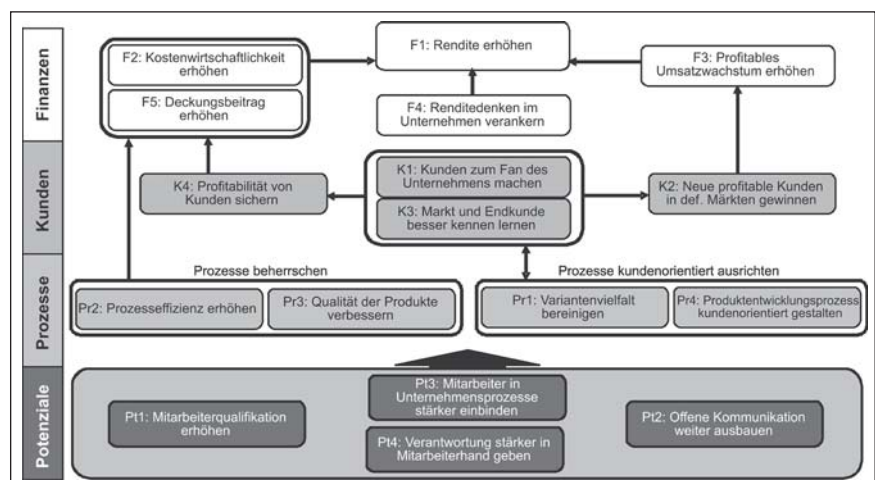 Finanzen
F2: Kostenwirtschaftlichkeit
erhöhen
F5: Deckungsbeitrag
erhöhen
F1: Rendite erhöhen
F4: Renditedenken im
Unternehmen verankern
F3: Profitables
Umsatzwachstum erhöhen
Kunden
K4: Profitabilität von
Kunden sichern
K1: Kunden zum Fan des
Unternehmens machen
K3: Markt und Endkunde
besser kennen lernen
K2: Neue profitable Kunden
in def. Märkten gewinnen
Prozesse
Prozesse beherrschen
Pr2: Prozesseffizienz erhöhen
Pr3: Qualität der Produkte
verbessern
Prozesse kundenorientiert ausrichten
Pr1: Variantenvielfalt
bereinigen
Pr4: Produktentwicklungsprozess
kundenorientiert gestalten
Potenziale
Pt1: Mitarbeiterqualifikation
erhöhen
Pt3: Mitarbeiter in
Unternehmensprozesse
stärker einbinden
Pt4: Verantwortung stärker in
Mitarbeiterhand geben
Pt2: Offene Kommunikation
weiter ausbauen